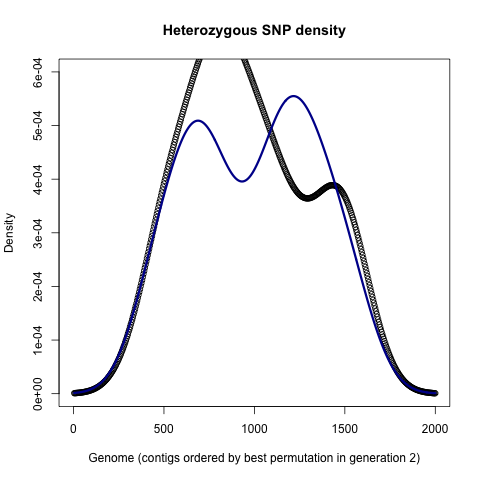 Heterozygous SNP density
Density
6e-04
5e-04
4e-04
3e-04
2e-04
1e-04
0e+00
0 500 1000 1500 2000
Genome (contigs ordered by best permutation in generation 2)